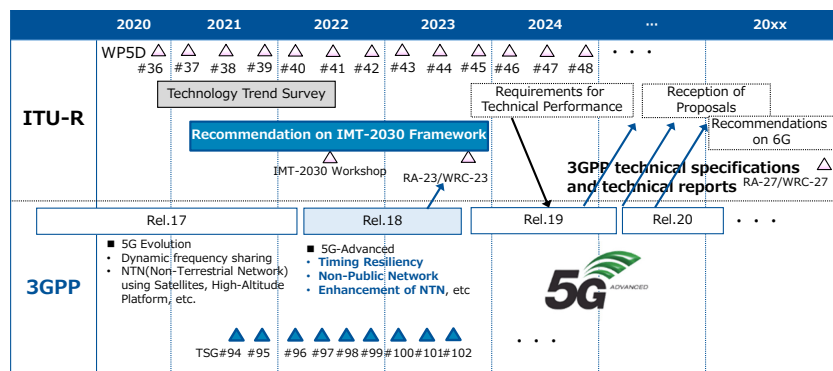 2020 2021 2022 2023 2024 ... 20xx
ITU-R
WP5D
#36 #37 #38 #39 #40 #41 #42 #43 #44 #45 #46 #47 #48
Technology Trend Survey
Requirements for
Technical Performance
Reception of
Proposals
Recommendation on IMT-2030 Framework
Recommendations
on 6G
IMT-2030 Workshop
RA-23/WRC-23
3GPP technical specifications
and technical reports
RA-27/WRC-27
3GPP
Rel.17 Rel.18 Rel.19 Rel.20
■ 5G Evolution
• Dynamic frequency sharing
• NTN(Non-Terrestrial Network)
using Satellites, High-Altitude
Platform, etc.
■ 5G-Advanced
• Timing Resiliency
• Non-Public Network
• Enhancement of NTN, etc
5G ADVANCED
TSG#94 #95 #96 #97 #98 #99 #100 #101 #102